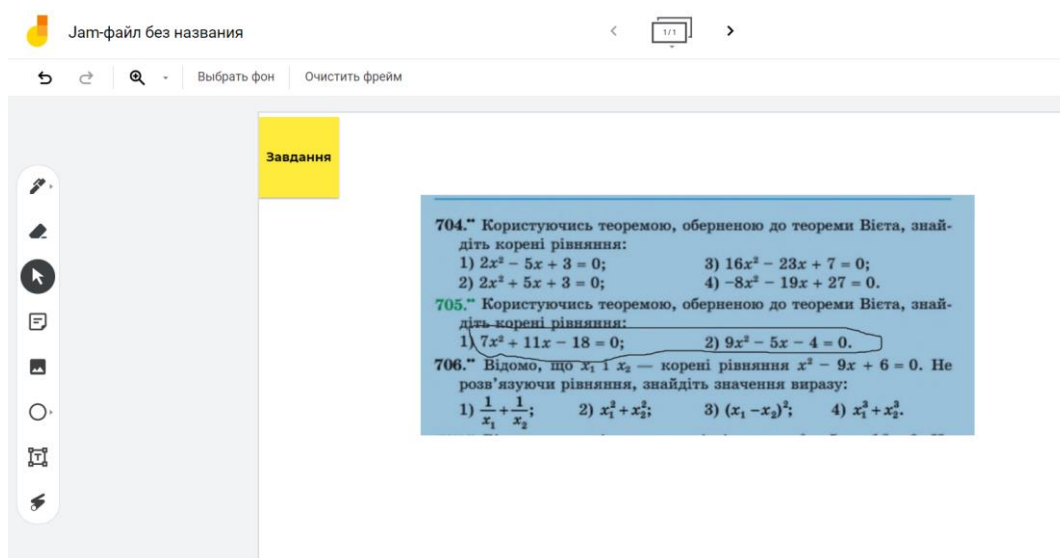 Jam-файл без названия
1/1
Выбрать фон
Очистить фрейм
Завдання
704.•• Користуючись теоремою, оберненою до теореми Вієта, знай-
діть корені рівняння:
1) 2x² − 5x + 3 = 0; 3) 16x² − 23x + 7 = 0;
2) 2x² + 5x + 3 = 0; 4) −8x² − 19x + 27 = 0.
705.•• Користуючись теоремою, оберненою до теореми Вієта, знай-
діть корені рівняння:
1) 7x² + 11x − 18 = 0; 2) 9x² − 5x − 4 = 0.
706.•• Відомо, що x₁ і x₂ — корені рівняння x² − 9x + 6 = 0. Не
розв'язуючи рівняння, знайдіть значення виразу:
1) 1/x₁ + 1/x₂; 2) x₁² + x₂²; 3) (x₁ − x₂)²; 4) x₁³ + x₂³.